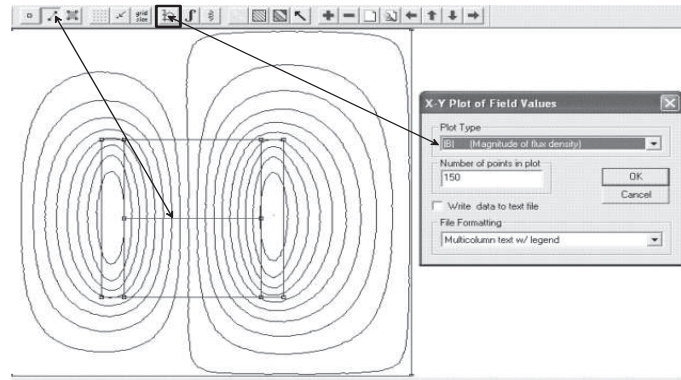 grid size
X-Y Plot of Field Values
Plot Type
|B| (Magnitude of flux density)
Number of points in plot
150
OK
Cancel
Write data to text file
File Formatting
Multicolumn text w/ legend